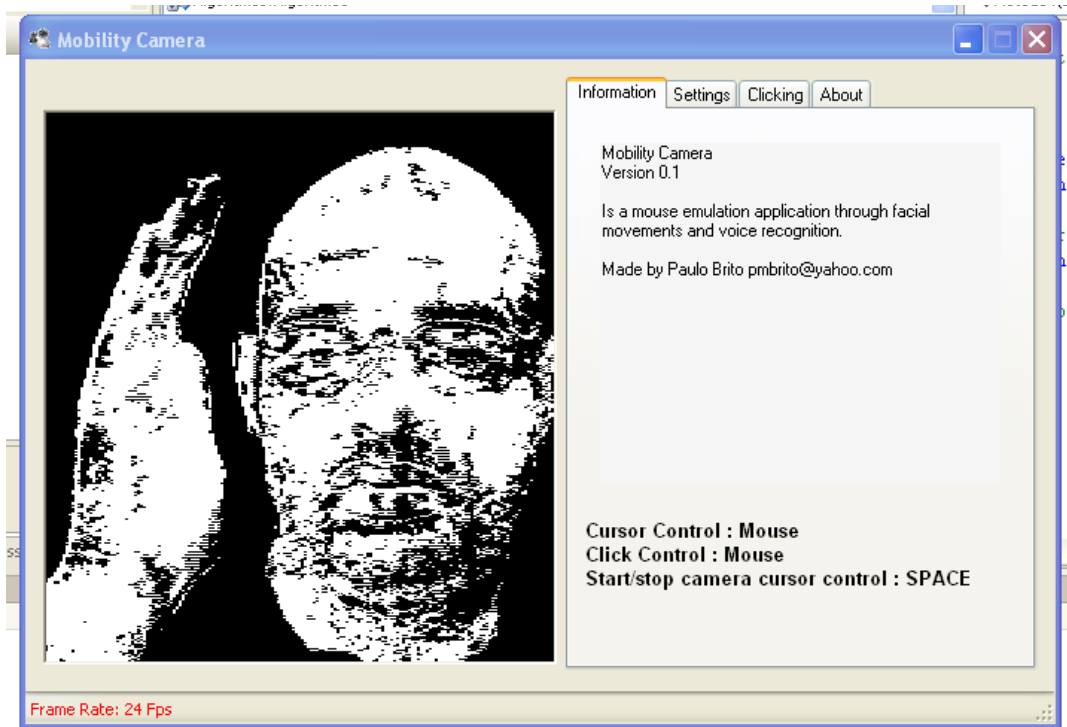 Mobility Camera
Information Settings Clicking About
Mobility Camera
Version 0.1
Is a mouse emulation application through facial
movements and voice recognition.
Made by Paulo Brito pmbrito@yahoo.com
Cursor Control : Mouse
Click Control : Mouse
Start/stop camera cursor control : SPACE
Frame Rate: 24 Fps